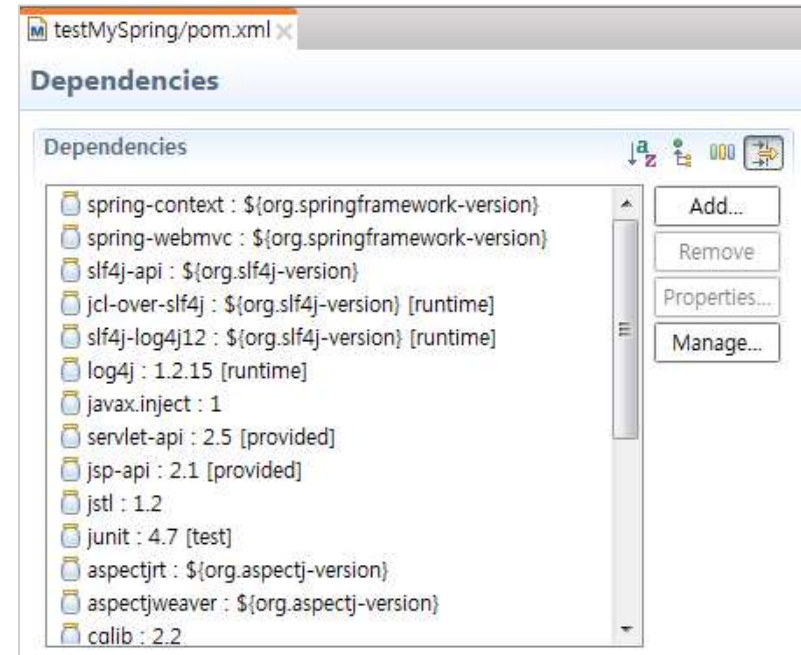 testMySpring/pom.xml
Dependencies
Dependencies
spring-context : ${org.springframework-version}
spring-webmvc : ${org.springframework-version}
slf4j-api : ${org.slf4j-version}
jcl-over-slf4j : ${org.slf4j-version} [runtime]
slf4j-log4j12 : ${org.slf4j-version} [runtime]
log4j : 1.2.15 [runtime]
javax.inject : 1
servlet-api : 2.5 [provided]
jsp-api : 2.1 [provided]
jstl : 1.2
junit : 4.7 [test]
aspectjrt : ${org.aspectj-version}
aspectjweaver : ${org.aspectj-version}
cglib : 2.2
Add...
Remove
Properties...
Manage...